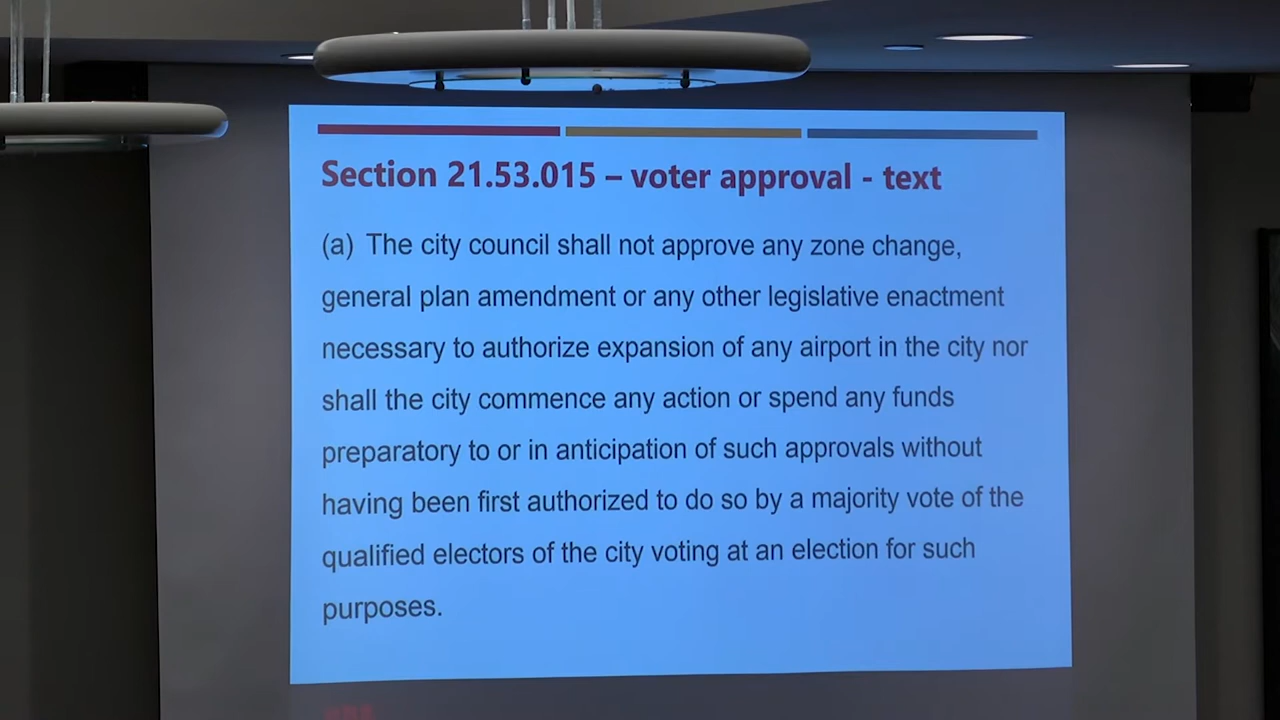 Section 21.53.015 – voter approval - text
(a) The city council shall not approve any zone change,
general plan amendment or any other legislative enactment
necessary to authorize expansion of any airport in the city nor
shall the city commence any action or spend any funds
preparatory to or in anticipation of such approvals without
having been first authorized to do so by a majority vote of the
qualified electors of the city voting at an election for such
purposes.